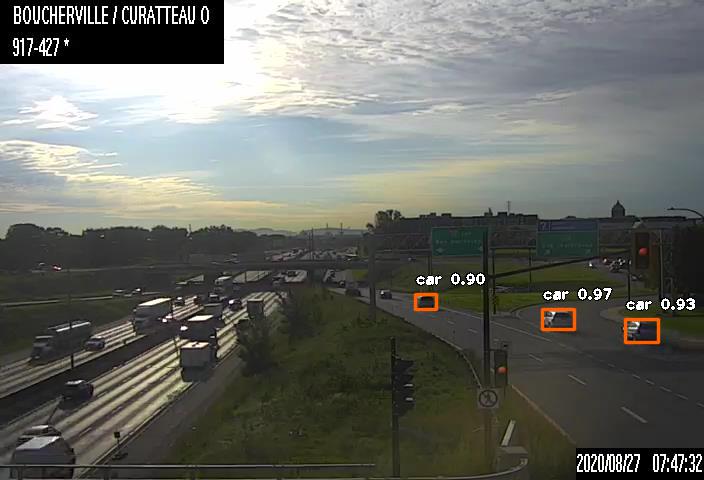 BOUCHERVILLE / CURATTEAU O
917-427 *
car 0.90
car 0.97
car 0.93
2020/08/27 07:47:32